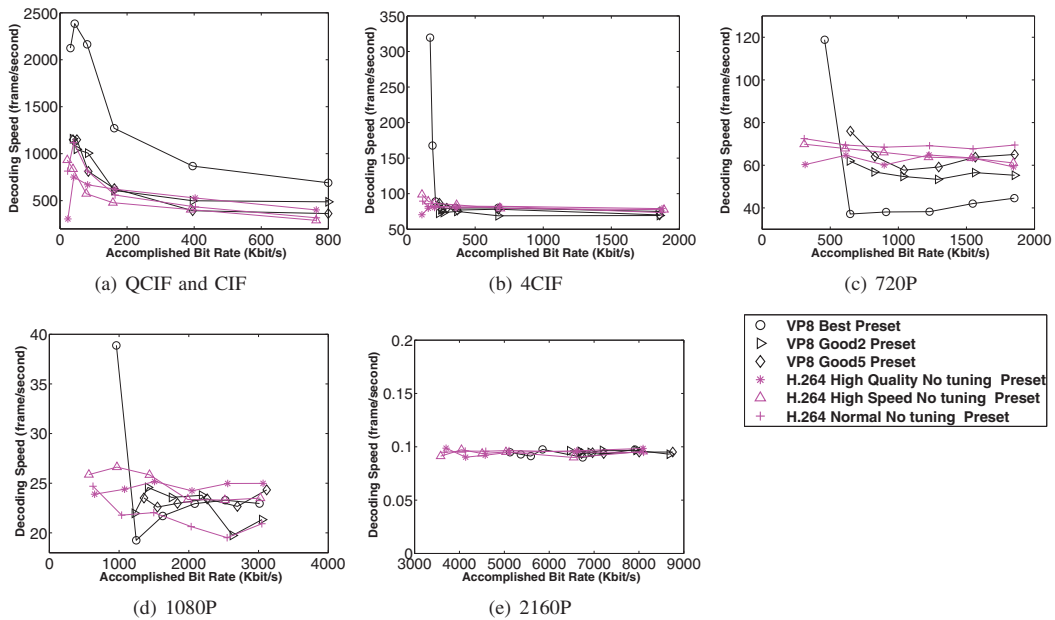 2500
2000
1500
1000
500
0
200
400
600
800
Decoding Speed (frame/second)
Accomplished Bit Rate (Kbit/s)
(a) QCIF and CIF
350
300
250
200
150
100
50
0
500
1000
1500
2000
Decoding Speed (frame/second)
Accomplished Bit Rate (Kbit/s)
(b) 4CIF
120
100
80
60
40
0
500
1000
1500
2000
Decoding Speed (frame/second)
Accomplished Bit Rate (Kbit/s)
(c) 720P
40
35
30
25
20
0
1000
2000
3000
4000
Decoding Speed (frame/second)
Accomplished Bit Rate (Kbit/s)
(d) 1080P
0.2
0.15
0.1
0.05
0
3000
4000
5000
6000
7000
8000
9000
Decoding Speed (frame/second)
Accomplished Bit Rate (Kbit/s)
(e) 2160P
VP8 Best Preset
VP8 Good2 Preset
VP8 Good5 Preset
H.264 High Quality No tuning Preset
H.264 High Speed No tuning Preset
H.264 Normal No tuning Preset